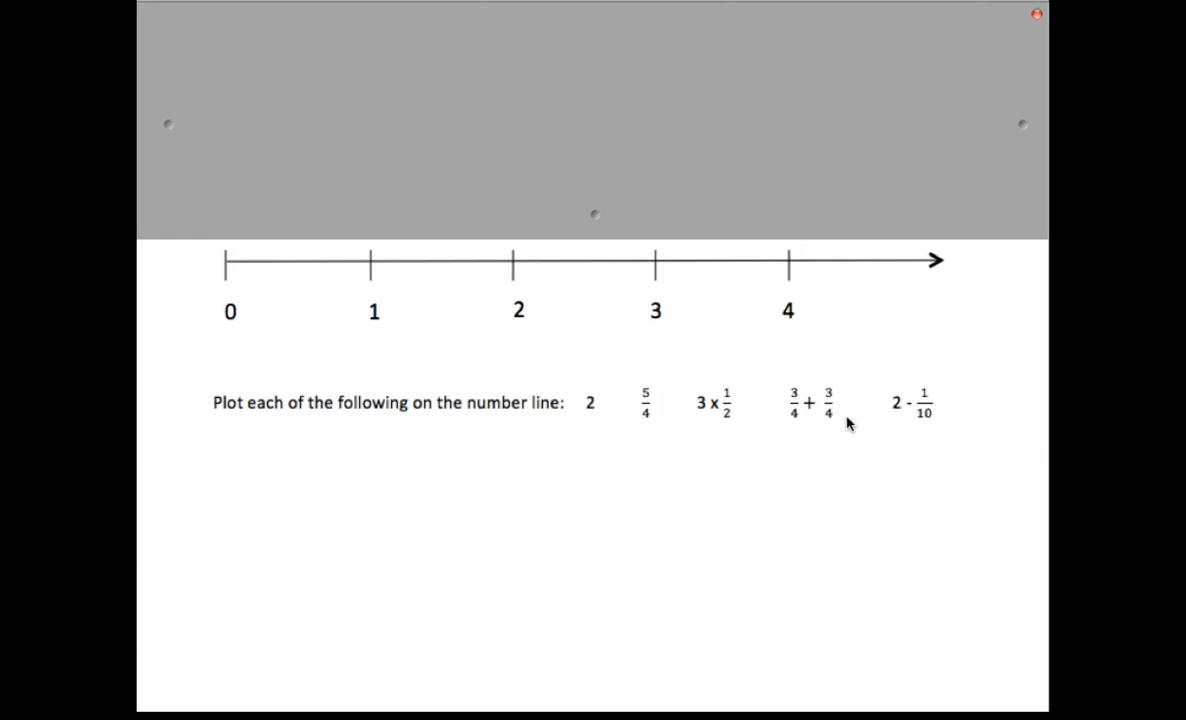 0 1 2 3 4
Plot each of the following on the number line: 2 5/4 3 x 1/2 3/4 + 3/4 2 - 1/10